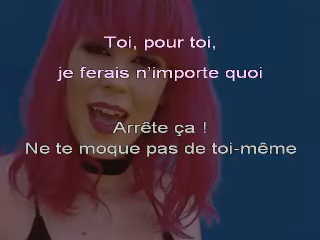 Toi, pour toi,
je ferais n'importe quoi
Arrête ça !
Ne te moque pas de toi-même